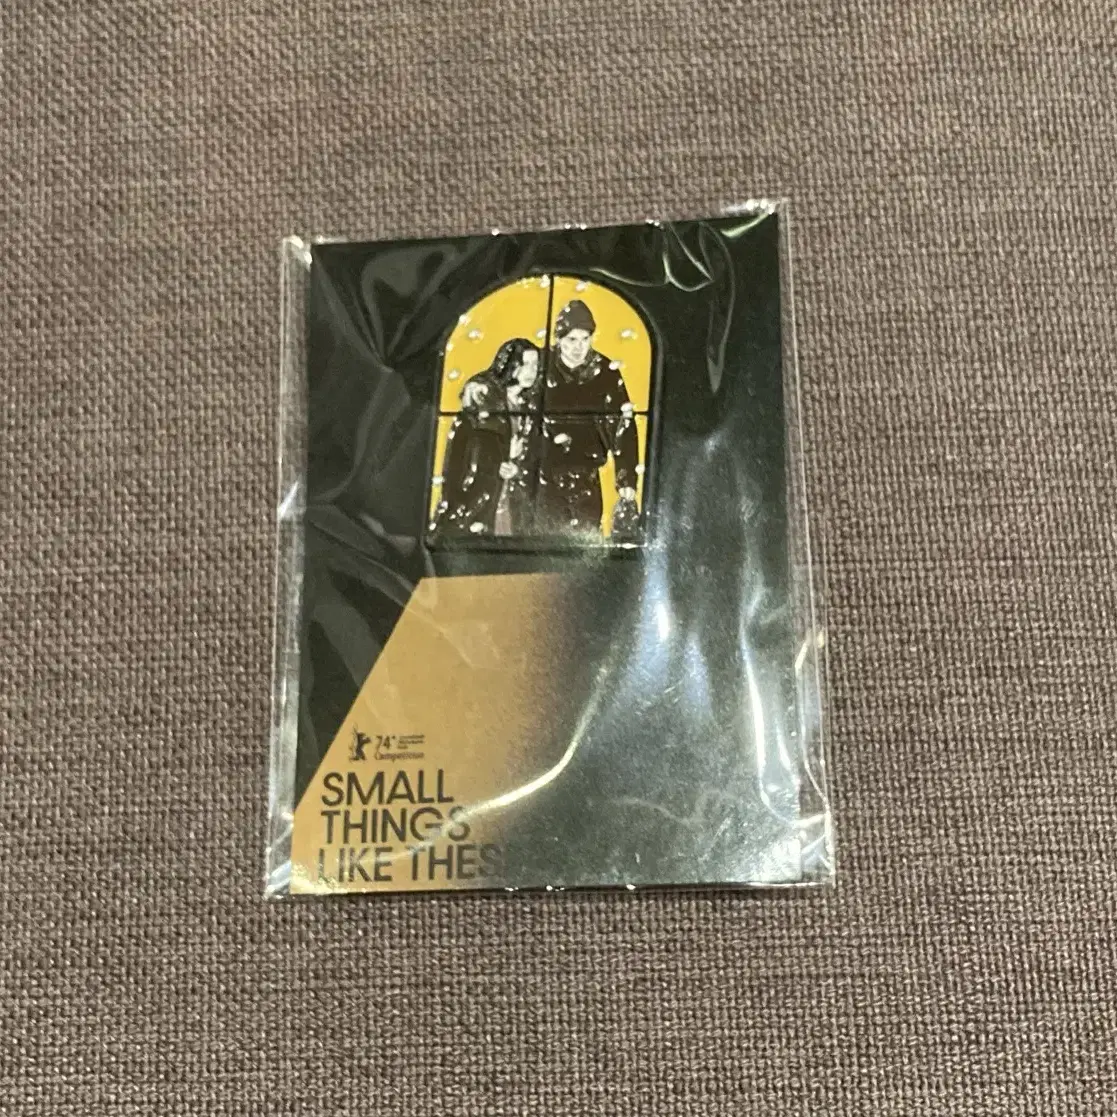 74°
Competition
SMALL
THINGS
LIKE THES